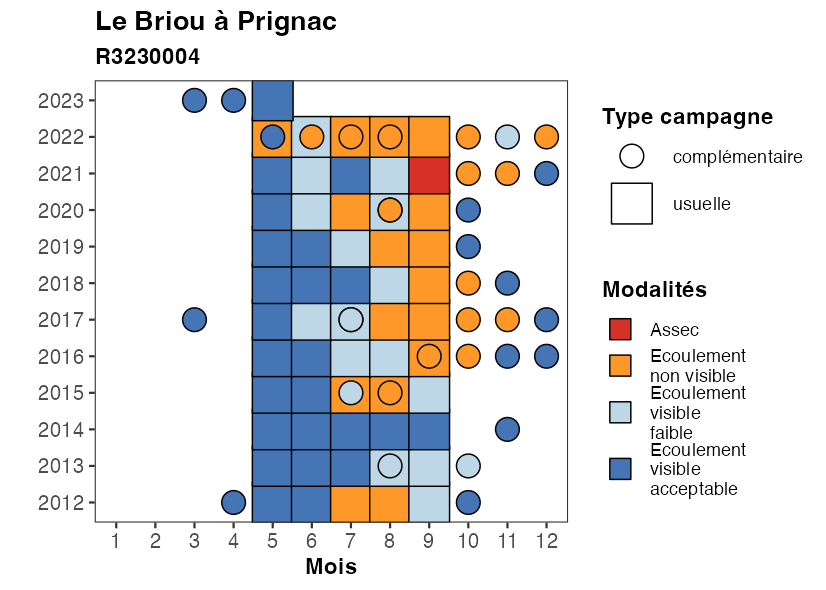 Le Briou à Prignac
R3230004
2023
2022
2021
2020
2019
2018
2017
2016
2015
2014
2013
2012
1 2 3 4 5 6 7 8 9 10 11 12
Mois
Type campagne
complémentaire
usuelle
Modalités
Assec
Ecoulement
non visible
Ecoulement
visible
faible
Ecoulement
visible
acceptable